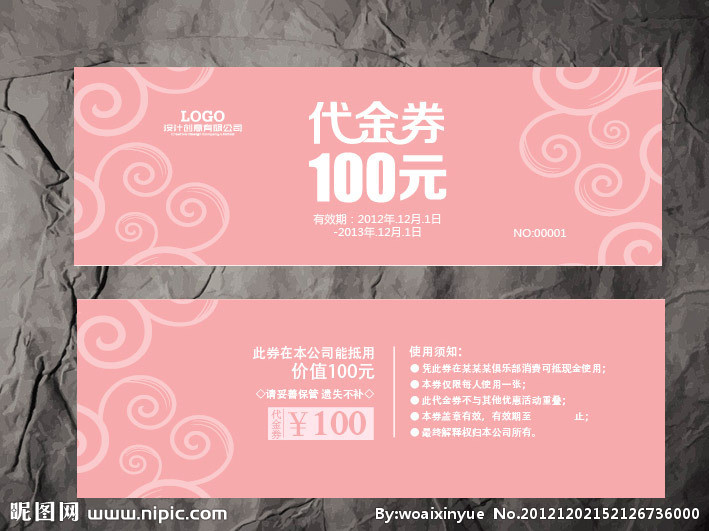 LOGO
设计创意有限公司
代金券
100元
有效期：2012年.12月.1日
-2013年.12月.1日
NO:00001
此券在本公司能抵用
价值100元
◇请妥善保管 遗失不补◇
代金券 ¥100
使用须知：
●凭此券在某某某俱乐部消费可抵现金使用；
●本券仅限每人使用一张；
●此代金券不与其他优惠活动重叠；
●本券盖章有效，有效期至 止；
●最终解释权归本公司所有。
昵图网 www.nipic.com
By:woaixinyue No.20121202152126736000